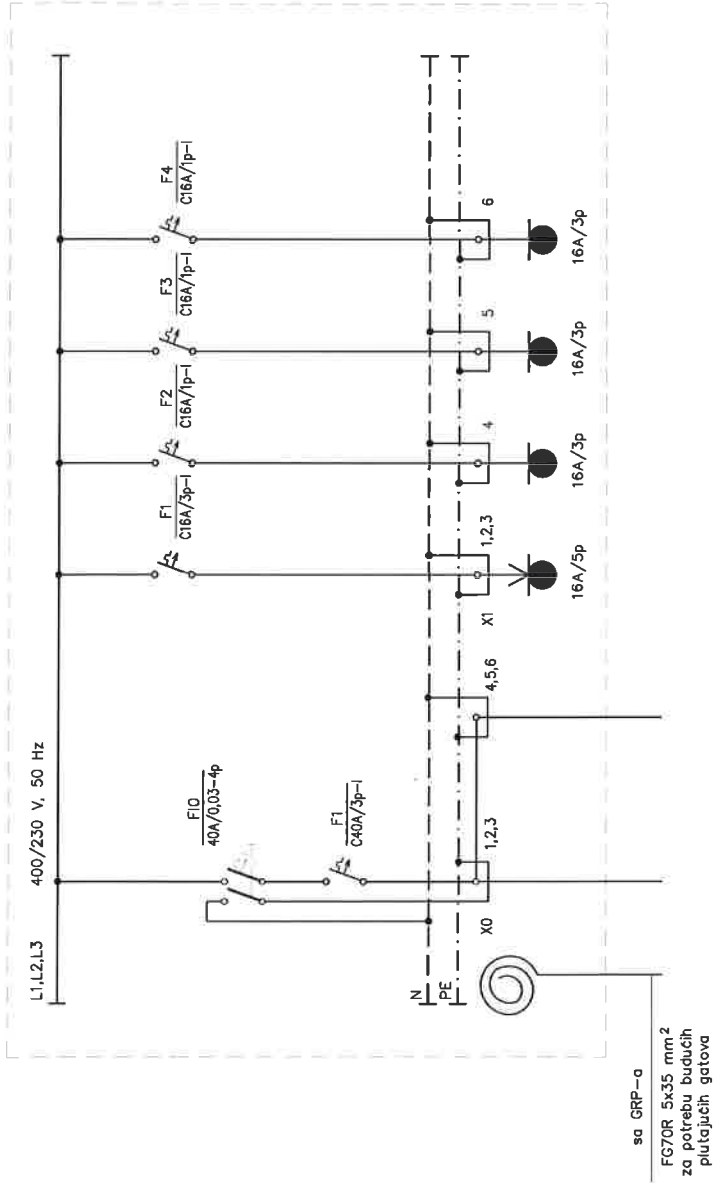 L1,L2,L3
400/230 V, 50 Hz
FIO
40A/0,03-4p
F1
C40A/3p-I
F1
C16A/3p-I
F2
C16A/1p-I
F3
C16A/1p-I
F4
C16A/1p-I
N
PE
X0
1,2,3
4,5,6
X1
1,2,3
4
5
6
16A/5p
16A/3p
16A/3p
16A/3p
sa GRP-a
FG7OR 5x35 mm²
za potrebu budućih
plutajućih gatova